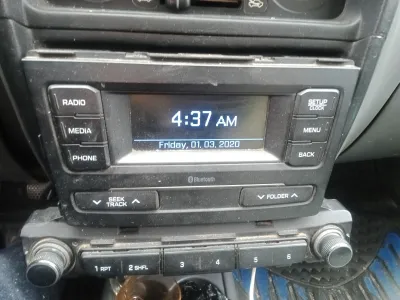 RADIO
MEDIA
PHONE
4:37 AM
Friday, 01. 03. 2020
SETUP
CLOCK
MENU
BACK
Bluetooth
SEEK
TRACK
FOLDER
1 RPT
2 SHFL
3
4
5
6